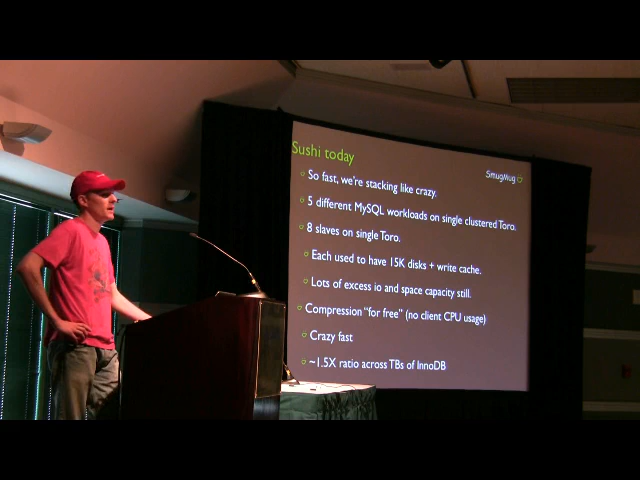 Sushi today
SmugMug
So fast, we're stacking like crazy.
5 different MySQL workloads on single clustered Toro.
8 slaves on single Toro.
Each used to have 15K disks + write cache.
Lots of excess io and space capacity still.
Compression "for free" (no client CPU usage)
Crazy fast
~1.5X ratio across TBs of InnoDB